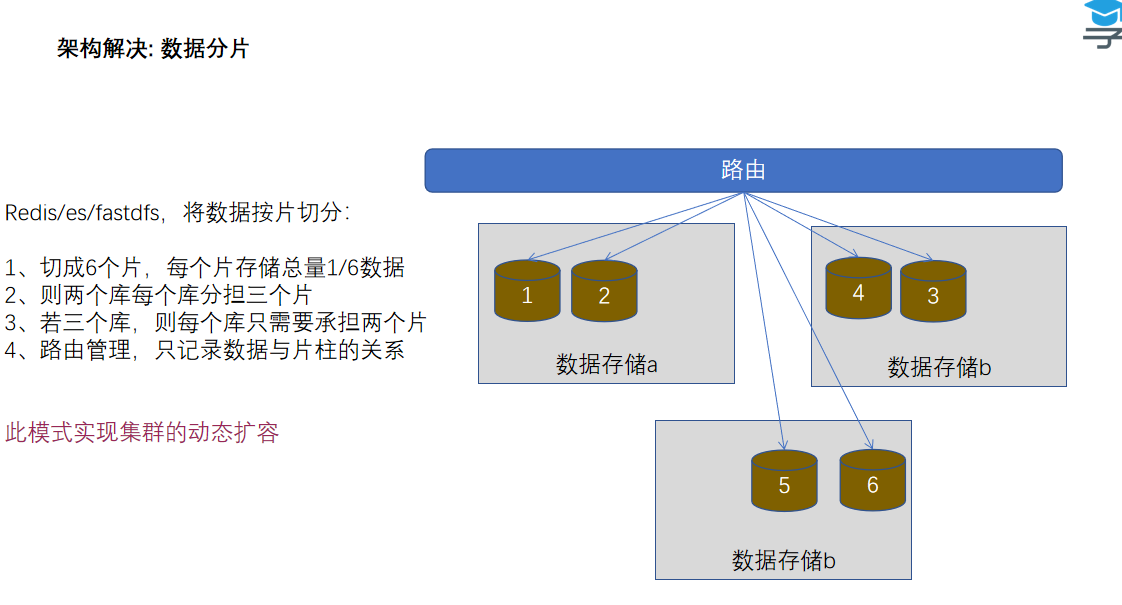 架构解决: 数据分片
路由
Redis/es/fastdfs，将数据按片切分：
1、切成6个片，每个片存储总量1/6数据
2、则两个库每个库分担三个片
3、若三个库，则每个库只需要承担两个片
4、路由管理，只记录数据与片柱的关系
此模式实现集群的动态扩容
1
2
数据存储a
4
3
数据存储b
5
6
数据存储b